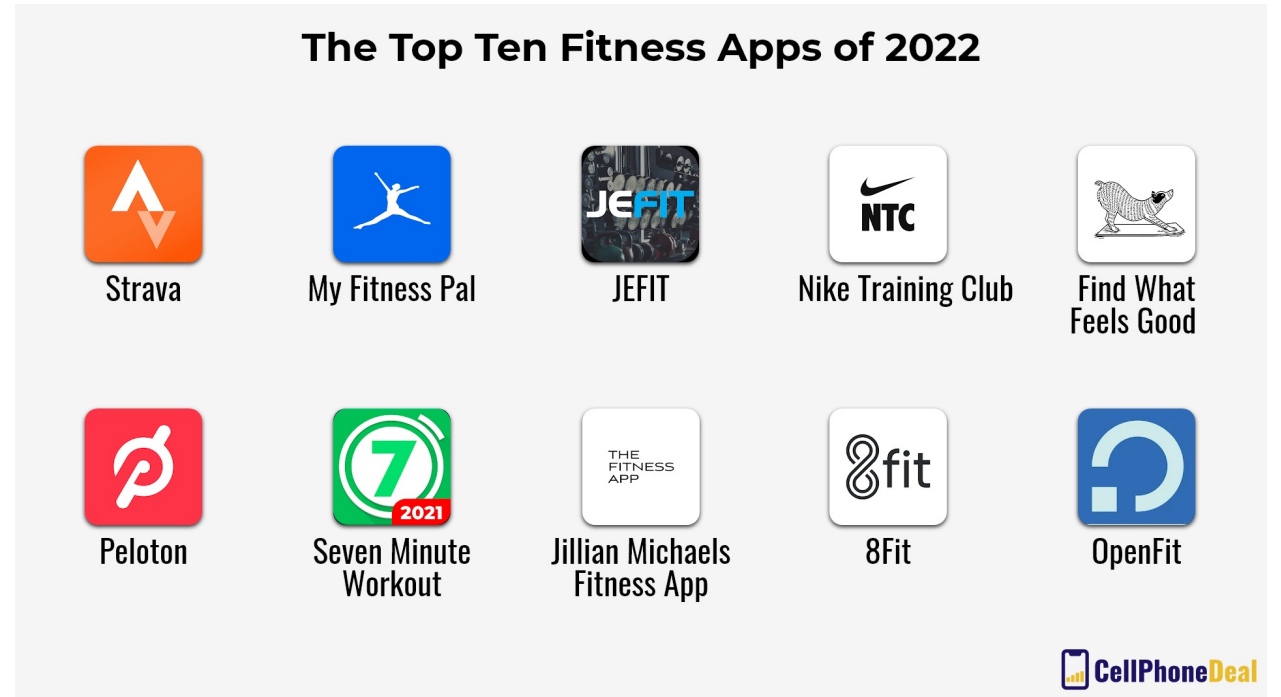 The Top Ten Fitness Apps of 2022
JEFIT
NTC
Strava
My Fitness Pal
JEFIT
Nike Training Club
Find What
Feels Good
7
2021
THE
FITNESS
APP
8fit
Peloton
Seven Minute
Workout
Jillian Michaels
Fitness App
8Fit
OpenFit
CellPhoneDeal